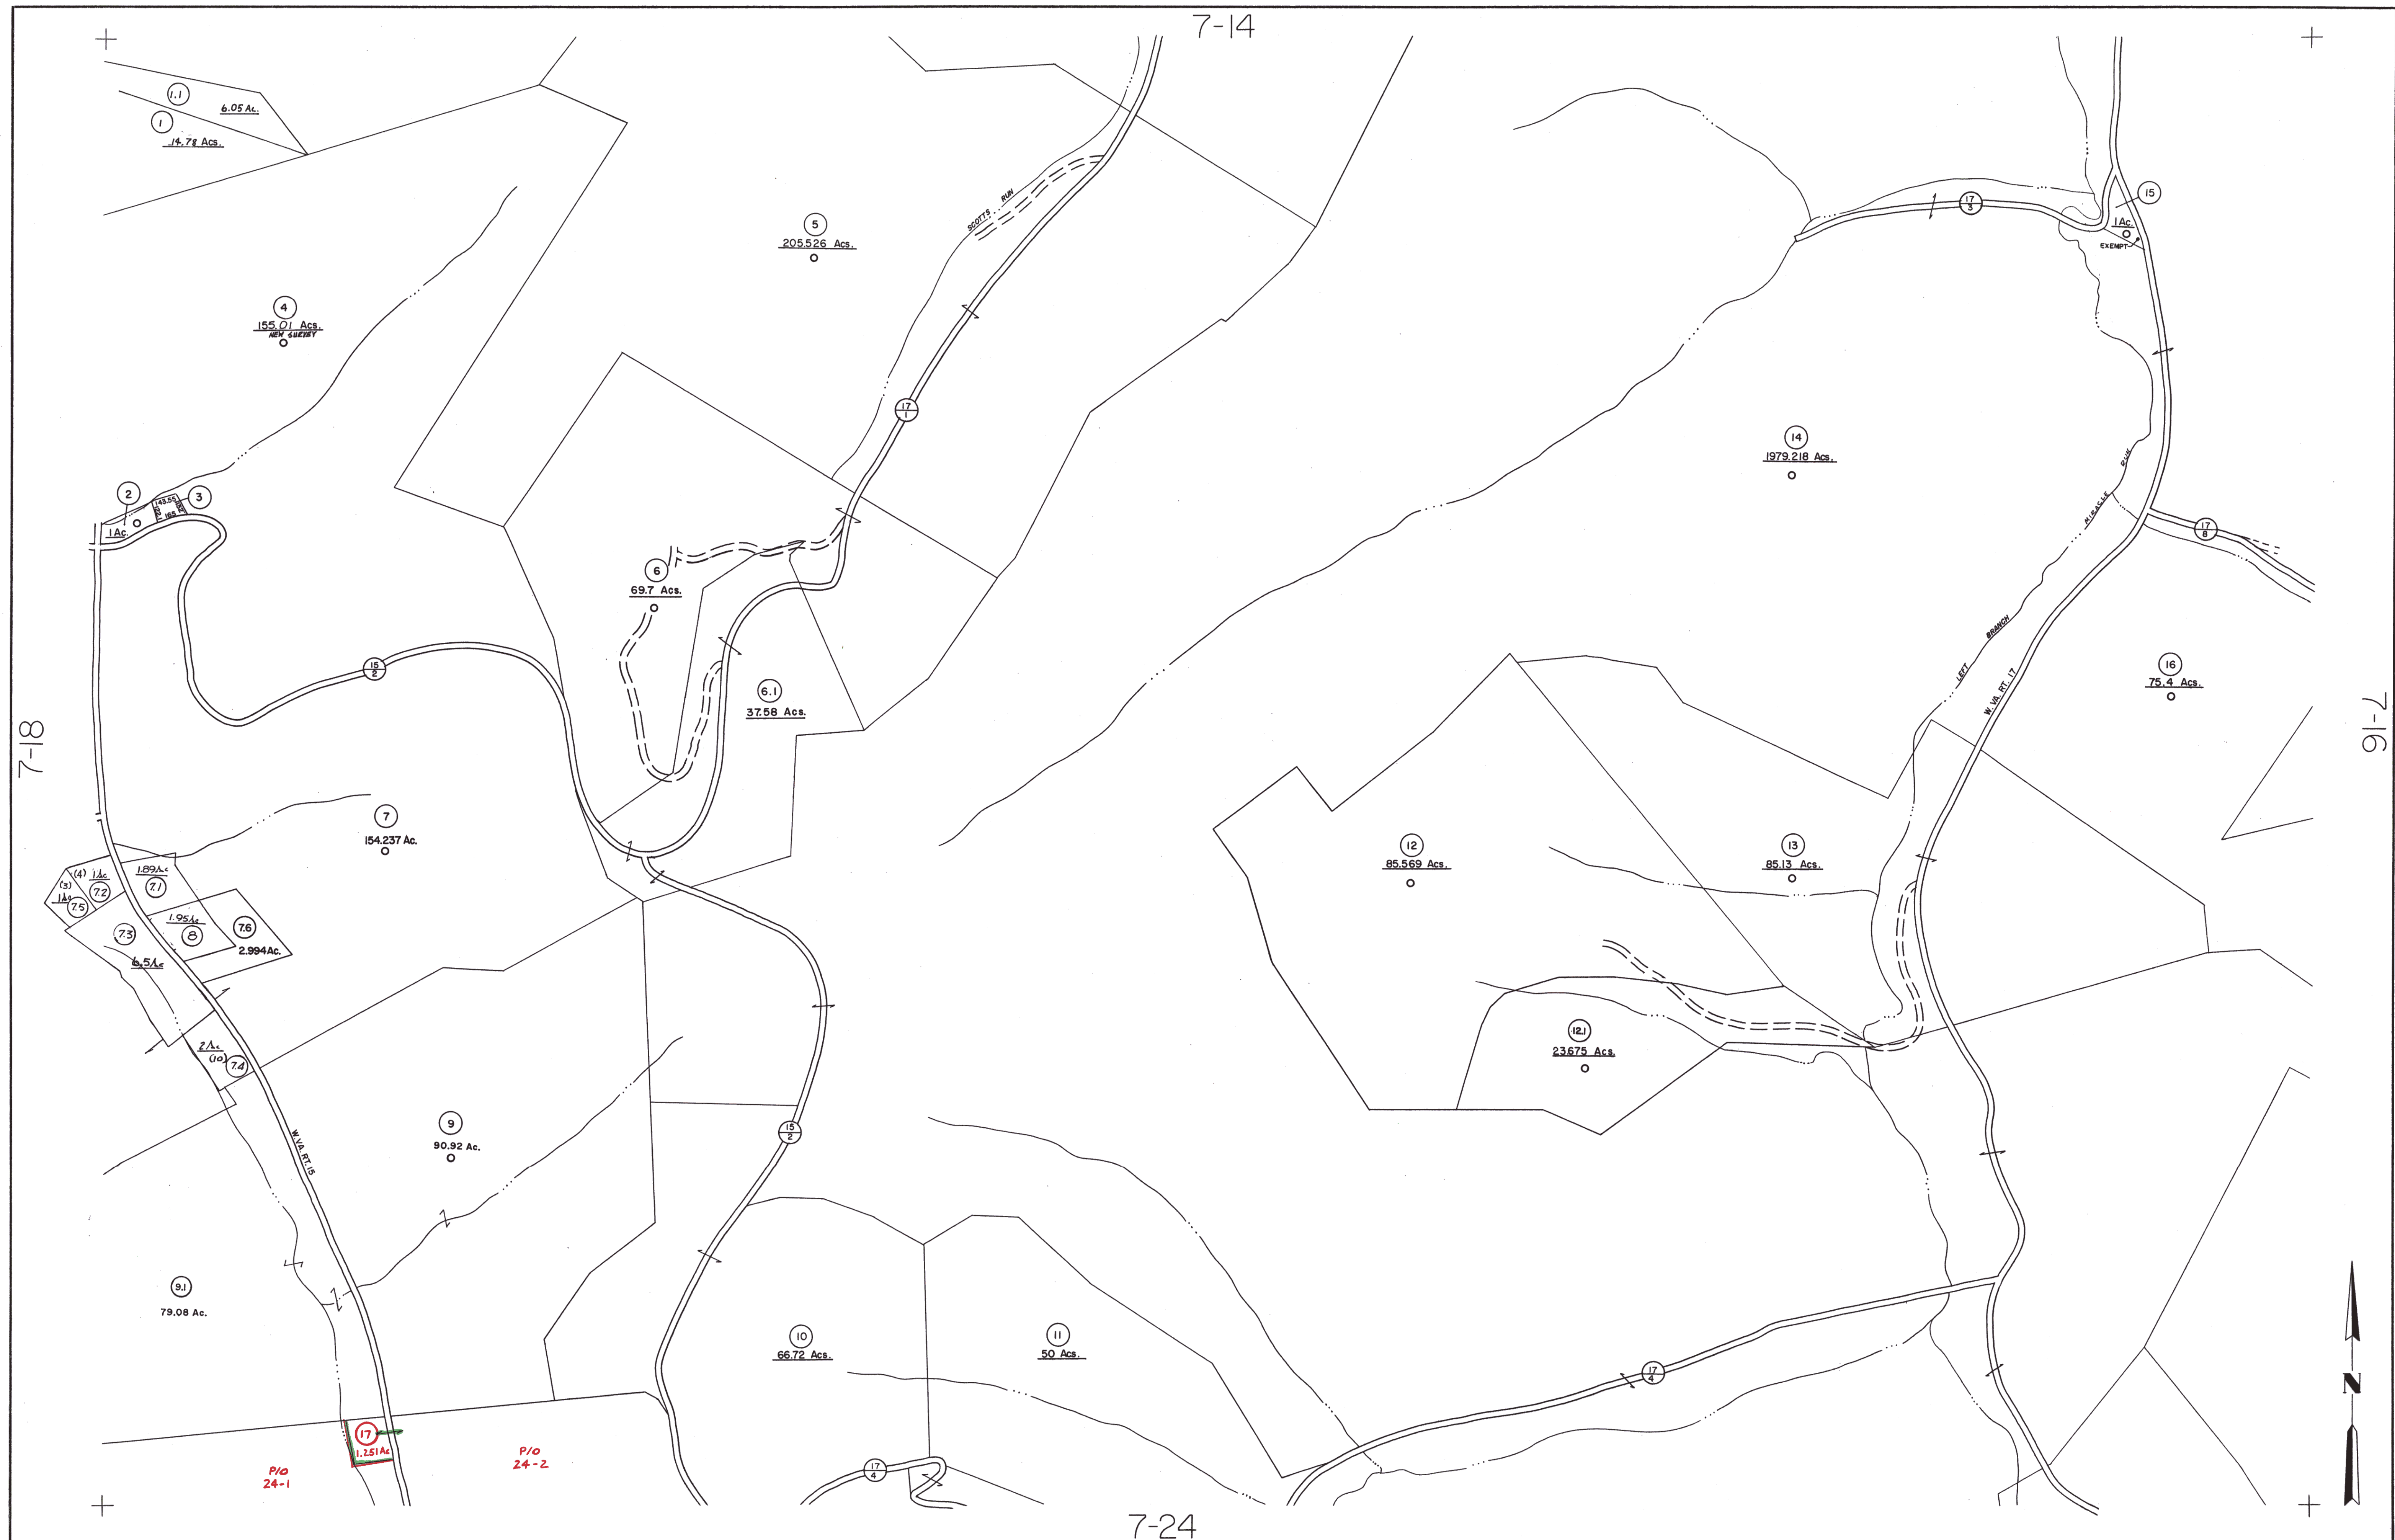 7-14
1.1
6.05 Ac.
1
14.78 Acs.
5
205.526 Acs.
SCOTTS RUN
17
3
15
1 Ac.
EXEMPT
4
155.01 Acs.
NEW SURVEY
17
1
14
1979.218 Acs.
2
1 Ac.
3
143.55
165
17
8
6
69.7 Acs.
15
2
6.1
37.58 Acs.
LEFT BRANCH MIRACLE RUN
W. VA. RT. 17
16
75.4 Acs.
7-18
7-16
7
154.237 Ac.
12
85.569 Acs.
13
85.13 Acs.
(4) 1 Ac
7.2
(3)
1 Ac
7.5
1.89 Ac
7.1
1.95 Ac
8
7.6
2.994 Ac.
7.3
6.5 Ac
2 Ac
(10)
7.4
12.1
23.675 Acs.
9
90.92 Ac.
15
2
W. VA. RT. 15
9.1
79.08 Ac.
10
66.72 Acs.
11
50 Acs.
17
4
N
17
1.251 Ac
P/O
24-1
P/O
24-2
17
4
7-24